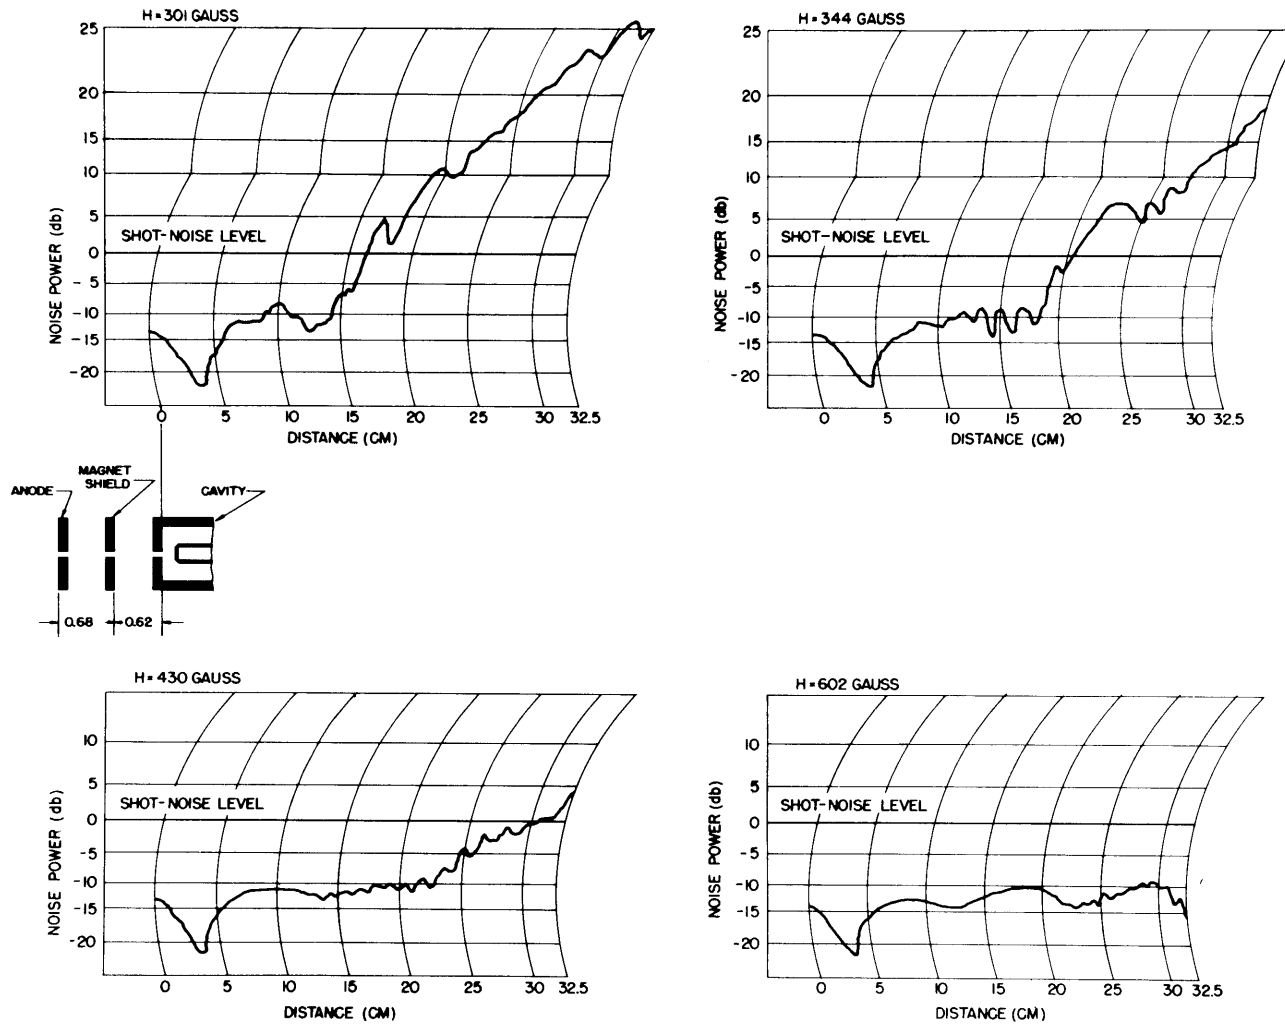 H = 301 GAUSS
25
20
15
10
5
0
-5
-10
-15
-20
NOISE POWER (db)
SHOT-NOISE LEVEL
0 5 10 15 20 25 30 32.5
DISTANCE (CM)
H = 344 GAUSS
25
20
15
10
5
0
-5
-10
-15
-20
NOISE POWER (db)
SHOT-NOISE LEVEL
0 5 10 15 20 25 30 32.5
DISTANCE (CM)
ANODE
MAGNET
SHIELD
CAVITY
0.68
0.62
H = 430 GAUSS
10
5
0
-5
-10
-15
-20
NOISE POWER (db)
SHOT-NOISE LEVEL
0 5 10 15 20 25 30 32.5
DISTANCE (CM)
H = 602 GAUSS
10
5
0
-5
-10
-15
-20
NOISE POWER (db)
SHOT-NOISE LEVEL
0 5 10 15 20 25 30 32.5
DISTANCE (CM)